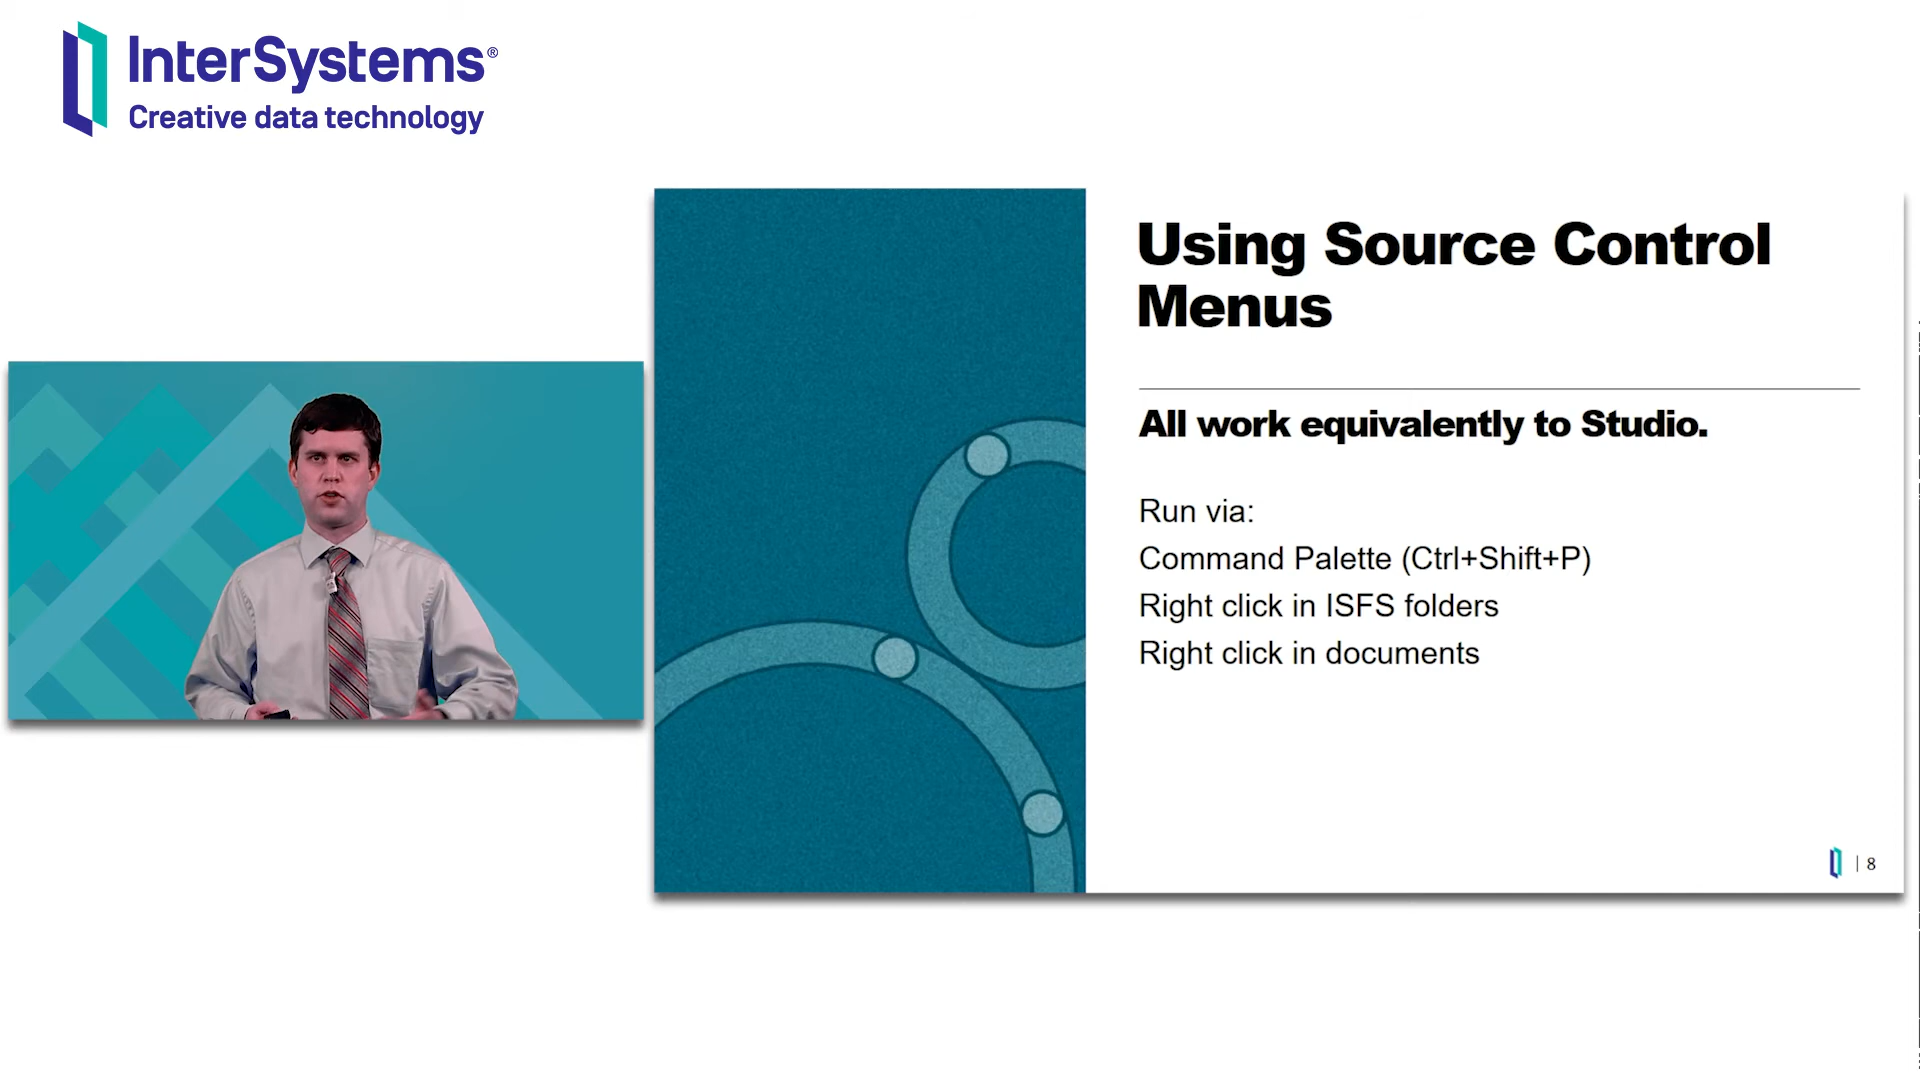 InterSystems®
Creative data technology
Using Source Control
Menus
All work equivalently to Studio.
Run via:
Command Palette (Ctrl+Shift+P)
Right click in ISFS folders
Right click in documents
| 8